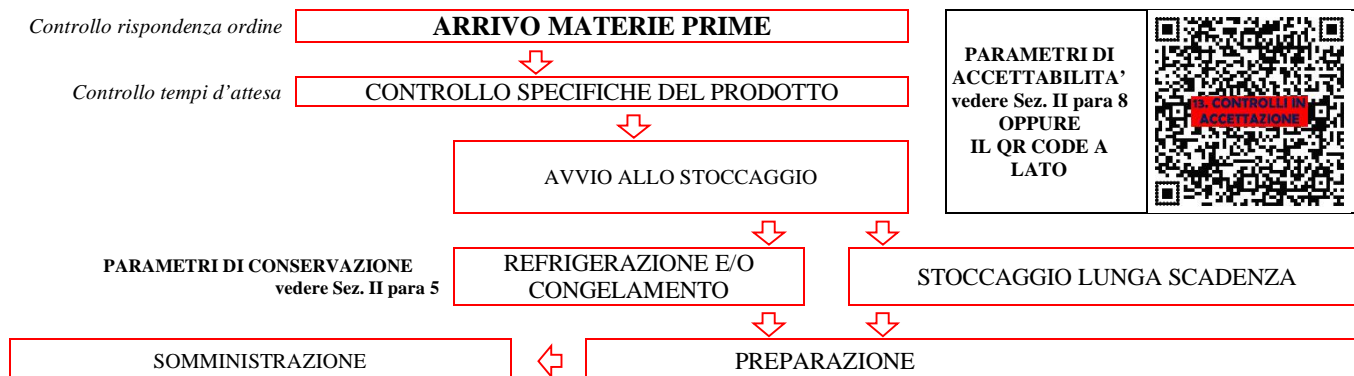 Controllo rispondenza ordine
ARRIVO MATERIE PRIME
Controllo tempi d'attesa
CONTROLLO SPECIFICHE DEL PRODOTTO
AVVIO ALLO STOCCAGGIO
PARAMETRI DI
ACCETTABILITA'
vedere Sez. II para 8
OPPURE
IL QR CODE A
LATO
13. CONTROLLI IN
ACCETTAZIONE
PARAMETRI DI CONSERVAZIONE
vedere Sez. II para 5
REFRIGERAZIONE E/O
CONGELAMENTO
STOCCAGGIO LUNGA SCADENZA
SOMMINISTRAZIONE
PREPARAZIONE